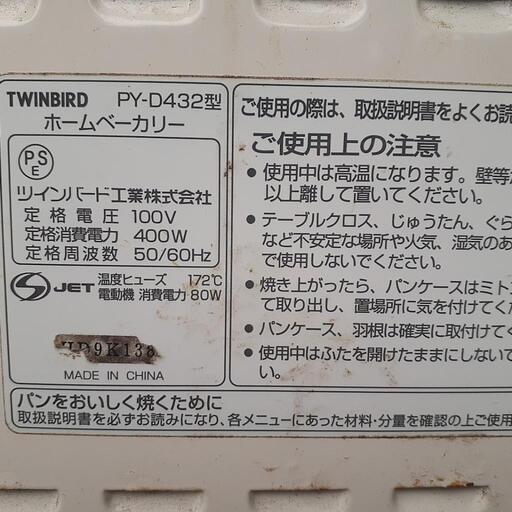 TWINBIRD PY-D432型
ホームベーカリー
PS
E
ツインバード工業株式会社
定格電圧 100V
定格消費電力 400W
定格周波数 50/60Hz
JET 温度ヒューズ 172℃
電動機 消費電力 80W
9K138
MADE IN CHINA
ご使用の際は、取扱説明書をよくお読
ご使用上の注意
● 使用中は高温になります。壁等が
以上離して置いてください。
● テーブルクロス、じゅうたん、ぐら
など不安定な場所や火気、湿気のあ
で使用しないでください。
● 焼き上がったら、パンケースはミト
て取り出し、置場所に気を付けてく
● パンケース、羽根は確実に取付けてく
● 使用中はふたを開けたままにしないで
い。
パンをおいしく焼くために
取扱説明書を必ずお読みになり、各メニューにあった材料・分量を確認の上ご使用